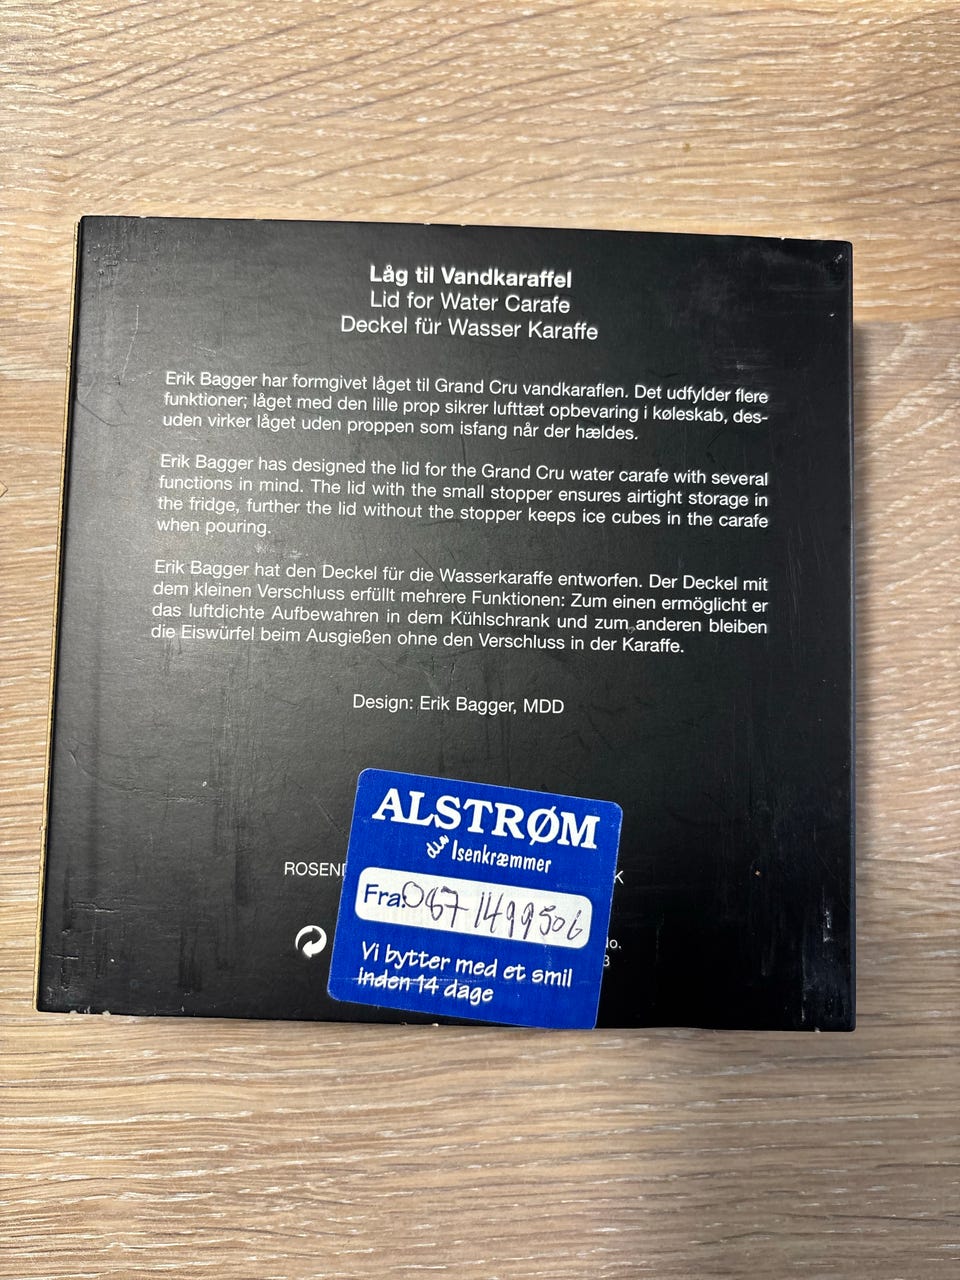 Låg til Vandkaraffel
Lid for Water Carafe
Deckel für Wasser Karaffe
Erik Bagger har formgivet låget til Grand Cru vandkaraflen. Det udfylder flere
funktioner; låget med den lille prop sikrer lufttæt opbevaring i køleskab, des-
uden virker låget uden proppen som isfang når der hældes.
Erik Bagger has designed the lid for the Grand Cru water carafe with several
functions in mind. The lid with the small stopper ensures airtight storage in
the fridge, further the lid without the stopper keeps ice cubes in the carafe
when pouring.
Erik Bagger hat den Deckel für die Wasserkaraffe entworfen. Der Deckel mit
dem kleinen Verschluss erfüllt mehrere Funktionen: Zum einen ermöglicht er
das luftdichte Aufbewahren in dem Kühlschrank und zum anderen bleiben
die Eiswürfel beim Ausgießen ohne den Verschluss in der Karaffe.
Design: Erik Bagger, MDD
ALSTRØM
din Isenkræmmer
Fra:
Vi bytter med et smil
inden 14 dage